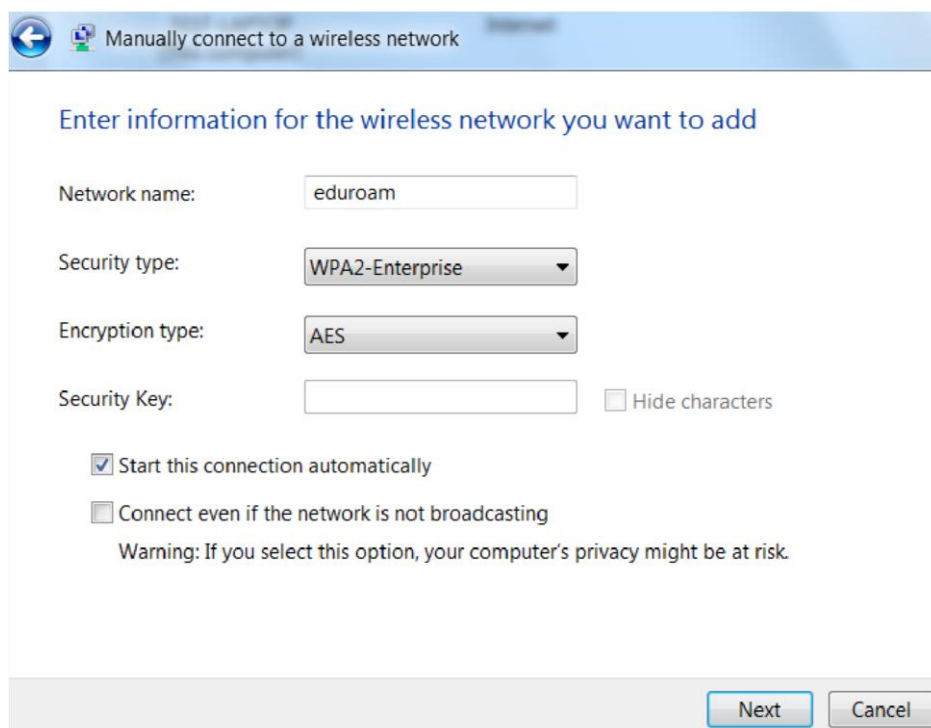 Manually connect to a wireless network
Enter information for the wireless network you want to add
Network name: eduroam
Security type: WPA2-Enterprise
Encryption type: AES
Security Key:
Hide characters
Start this connection automatically
Connect even if the network is not broadcasting
Warning: If you select this option, your computer's privacy might be at risk.
Next Cancel